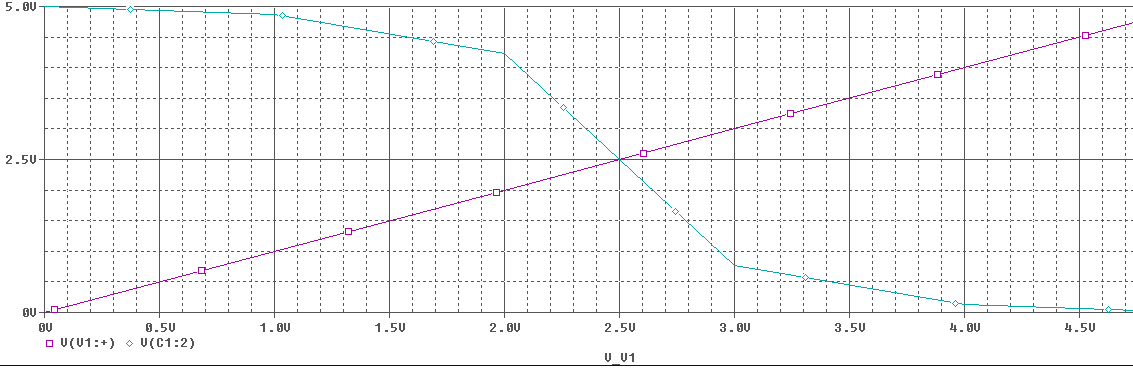 5.0V
2.5V
0V
0V 0.5V 1.0V 1.5V 2.0V 2.5V 3.0V 3.5V 4.0V 4.5V
V(V1:+) V(C1:2)
V_V1